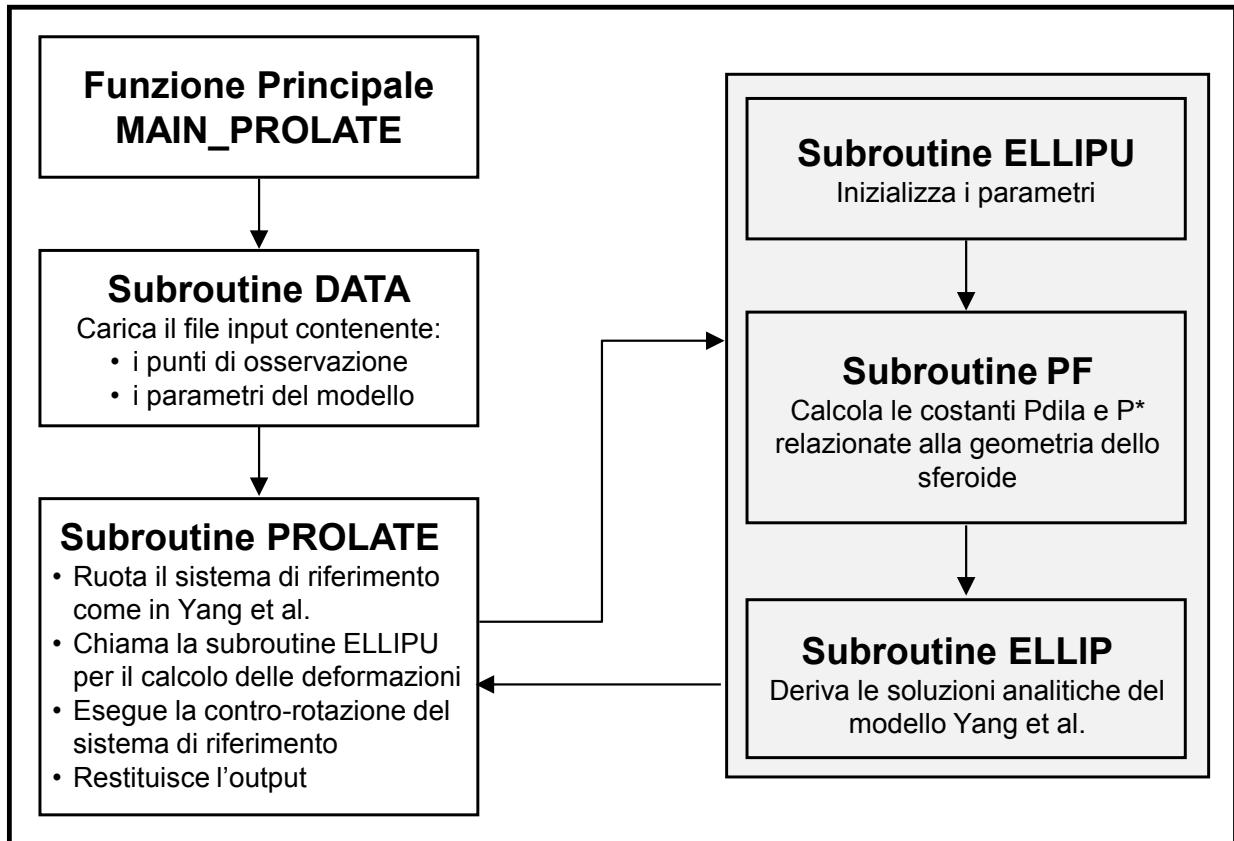 Funzione Principale
MAIN_PROLATE
Subroutine DATA
Carica il file input contenente:
• i punti di osservazione
• i parametri del modello
Subroutine PROLATE
• Ruota il sistema di riferimento
come in Yang et al.
• Chiama la subroutine ELLIPU
per il calcolo delle deformazioni
• Esegue la contro-rotazione del
sistema di riferimento
• Restituisce l’output
Subroutine ELLIPU
Inizializza i parametri
Subroutine PF
Calcola le costanti Pdila e P*
relazionate alla geometria dello
sferoide
Subroutine ELLIP
Deriva le soluzioni analitiche del
modello Yang et al.